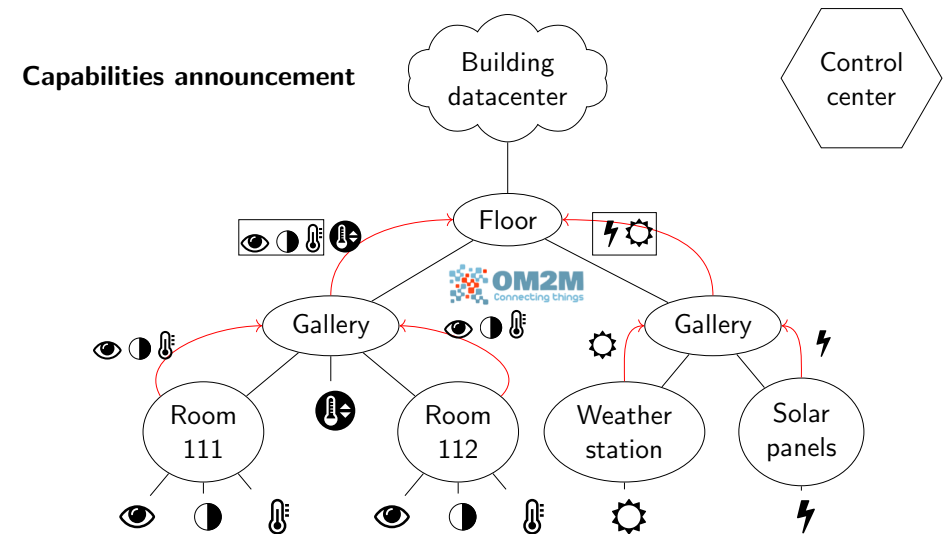 Capabilities announcement
Building
datacenter
Control
center
Floor
OM2M
Connecting things
Gallery
Gallery
Room
111
Room
112
Weather
station
Solar
panels